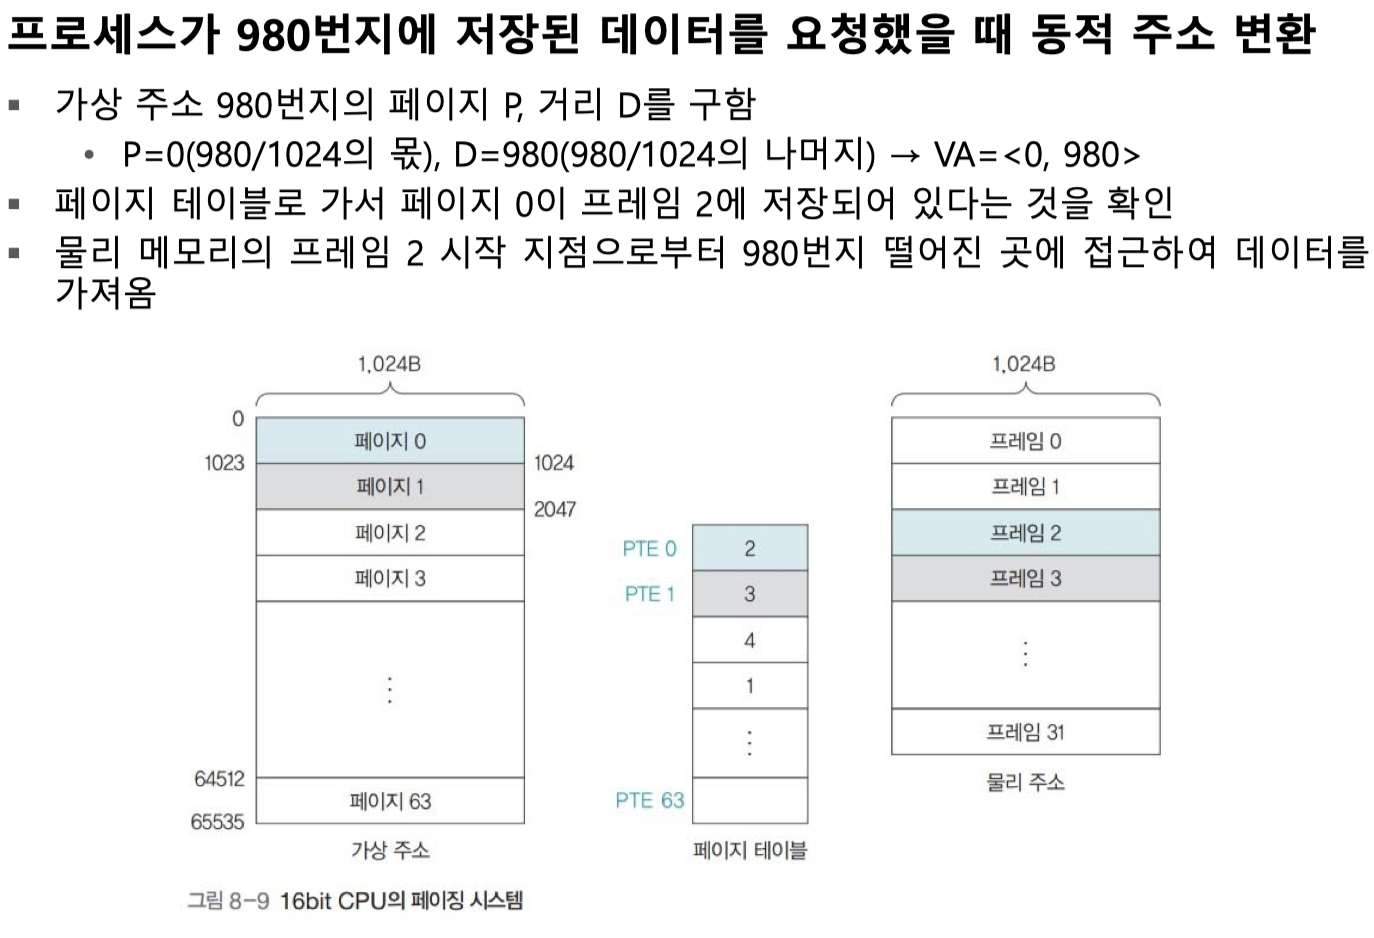 프로세스가 980번지에 저장된 데이터를 요청했을 때 동적 주소 변환
▪ 가상 주소 980번지의 페이지 P, 거리 D를 구함
• P=0(980/1024의 몫), D=980(980/1024의 나머지) → VA=<0, 980>
▪ 페이지 테이블로 가서 페이지 0이 프레임 2에 저장되어 있다는 것을 확인
▪ 물리 메모리의 프레임 2 시작 지점으로부터 980번지 떨어진 곳에 접근하여 데이터를
가져옴
1,024B
0
페이지 0
1023
1024
페이지 1
2047
페이지 2
페이지 3
⋮
64512
페이지 63
65535
가상 주소
PTE 0
2
PTE 1
3
4
1
⋮
PTE 63
페이지 테이블
1,024B
프레임 0
프레임 1
프레임 2
프레임 3
⋮
프레임 31
물리 주소
그림 8-9 16bit CPU의 페이징 시스템